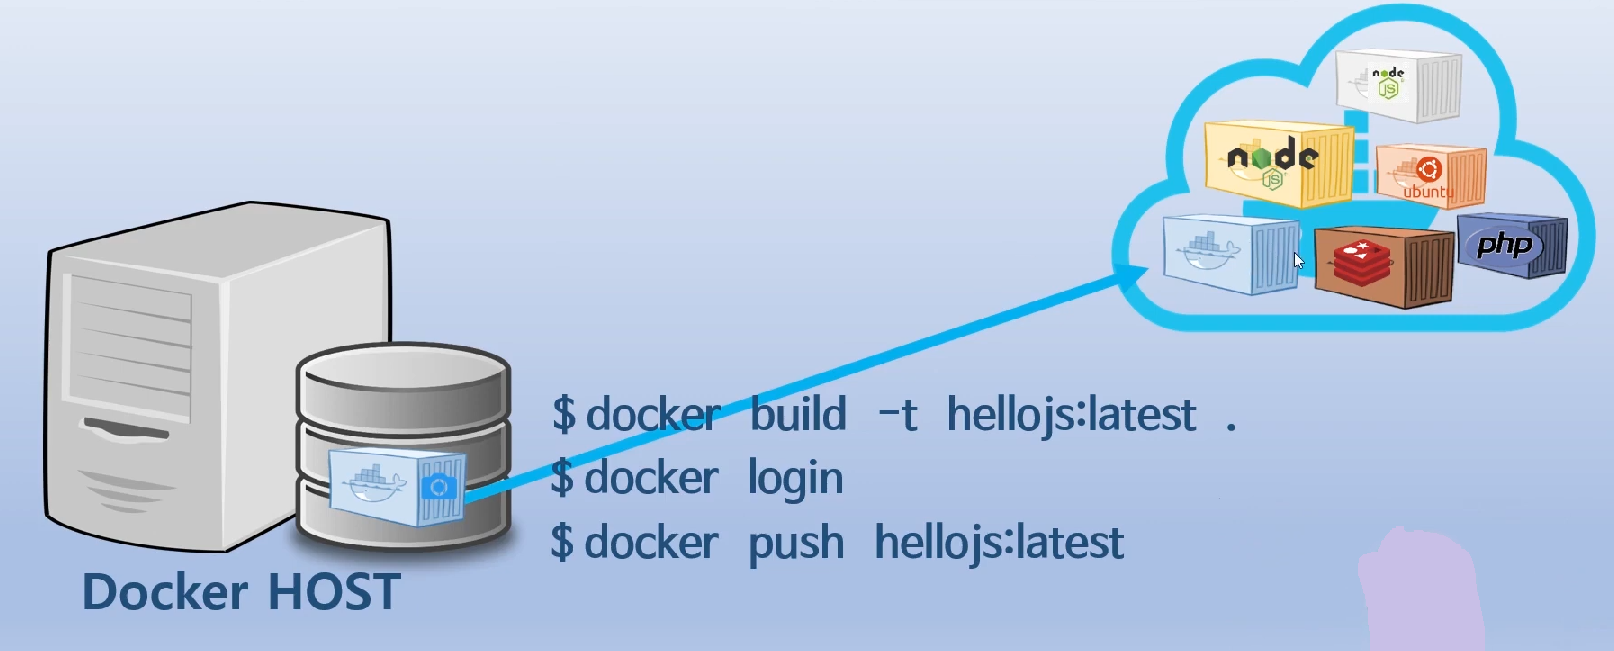 node
JS
node
JS
ubuntu
php
$ docker build -t hellojs:latest .
$ docker login
$ docker push hellojs:latest
Docker HOST